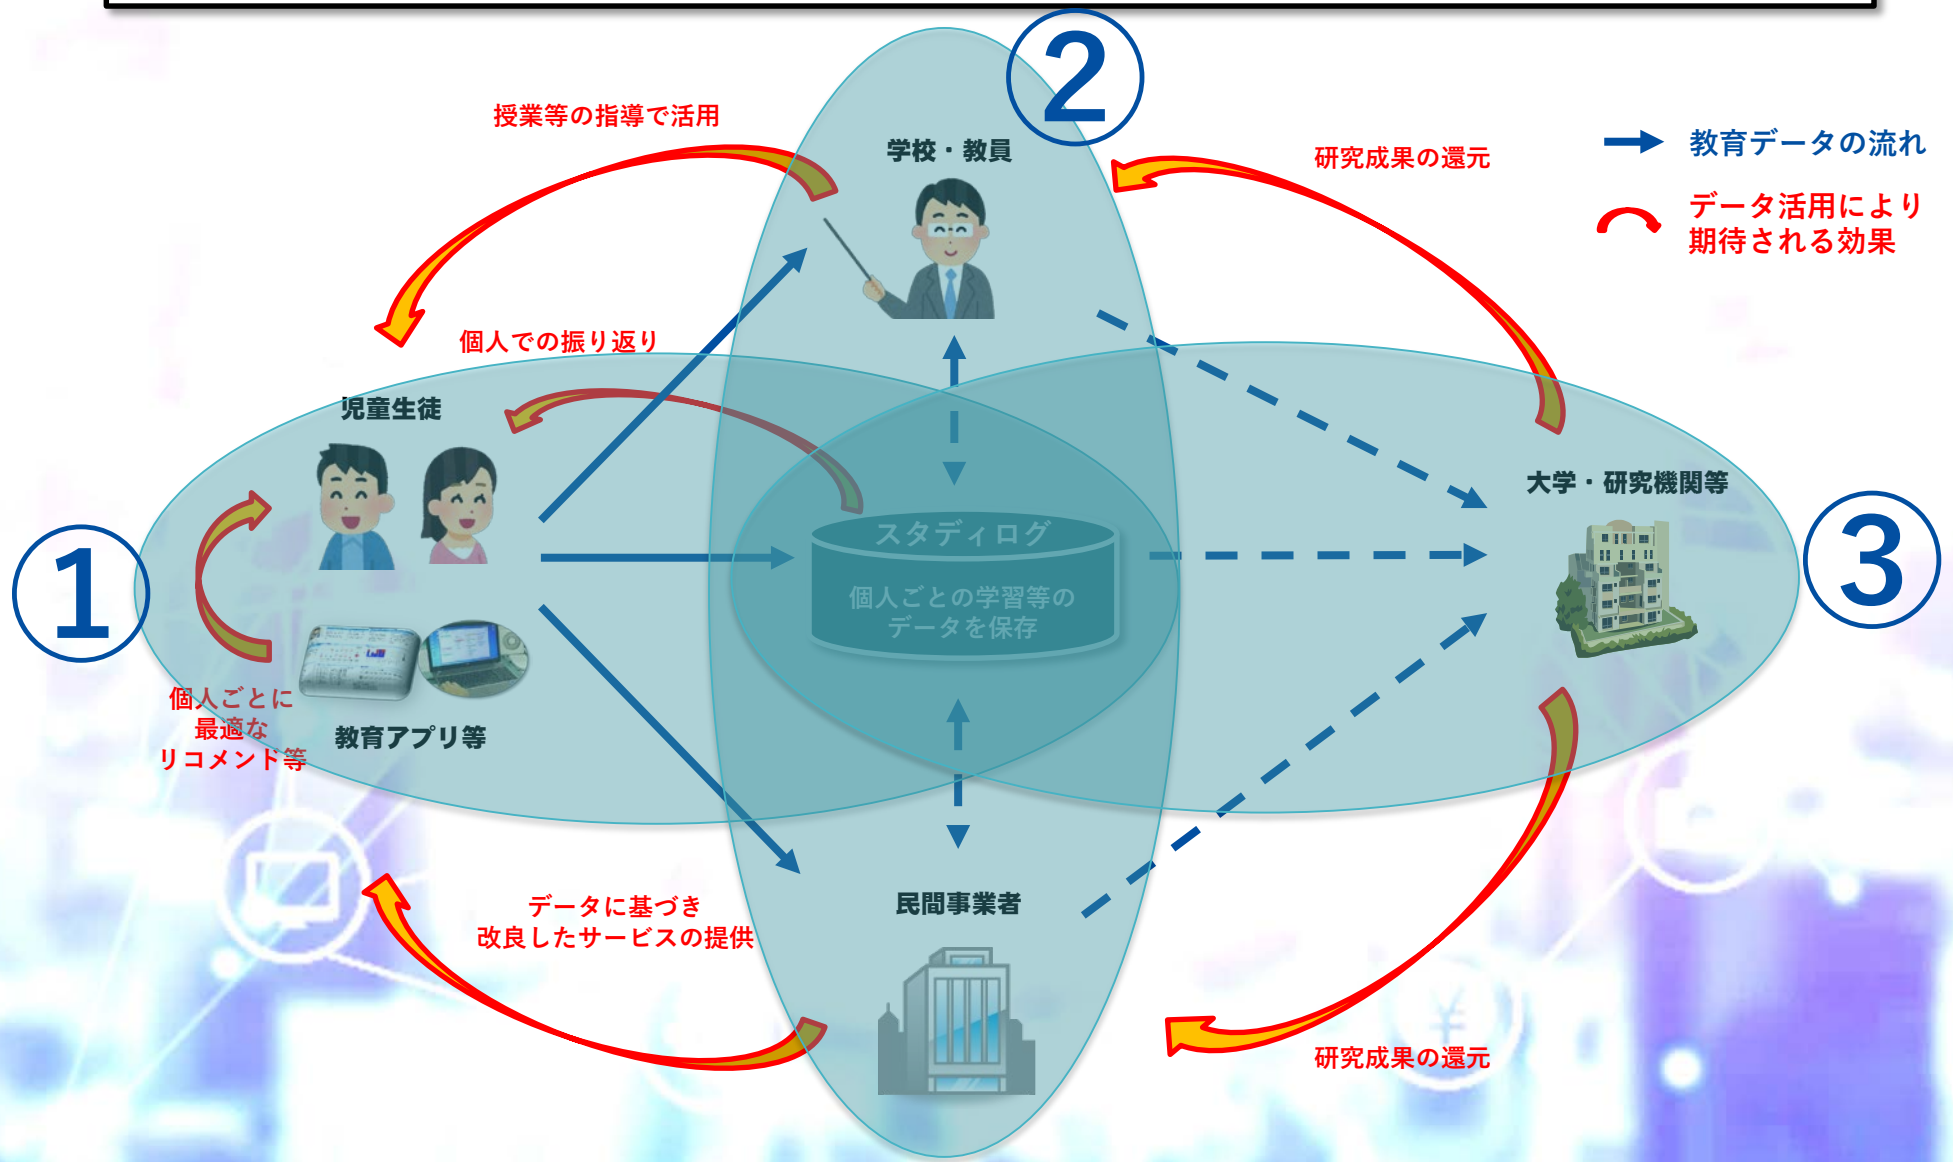 ②
授業等の指導で活用
学校・教員
研究成果の還元
教育データの流れ
データ活用により
期待される効果
個人での振り返り
児童生徒
大学・研究機関等
①
③
スタディログ
個人ごとの学習等の
データを保存
個人ごとに
最適な
リコメンド等
教育アプリ等
データに基づき
改良したサービスの提供
民間事業者
¥
研究成果の還元